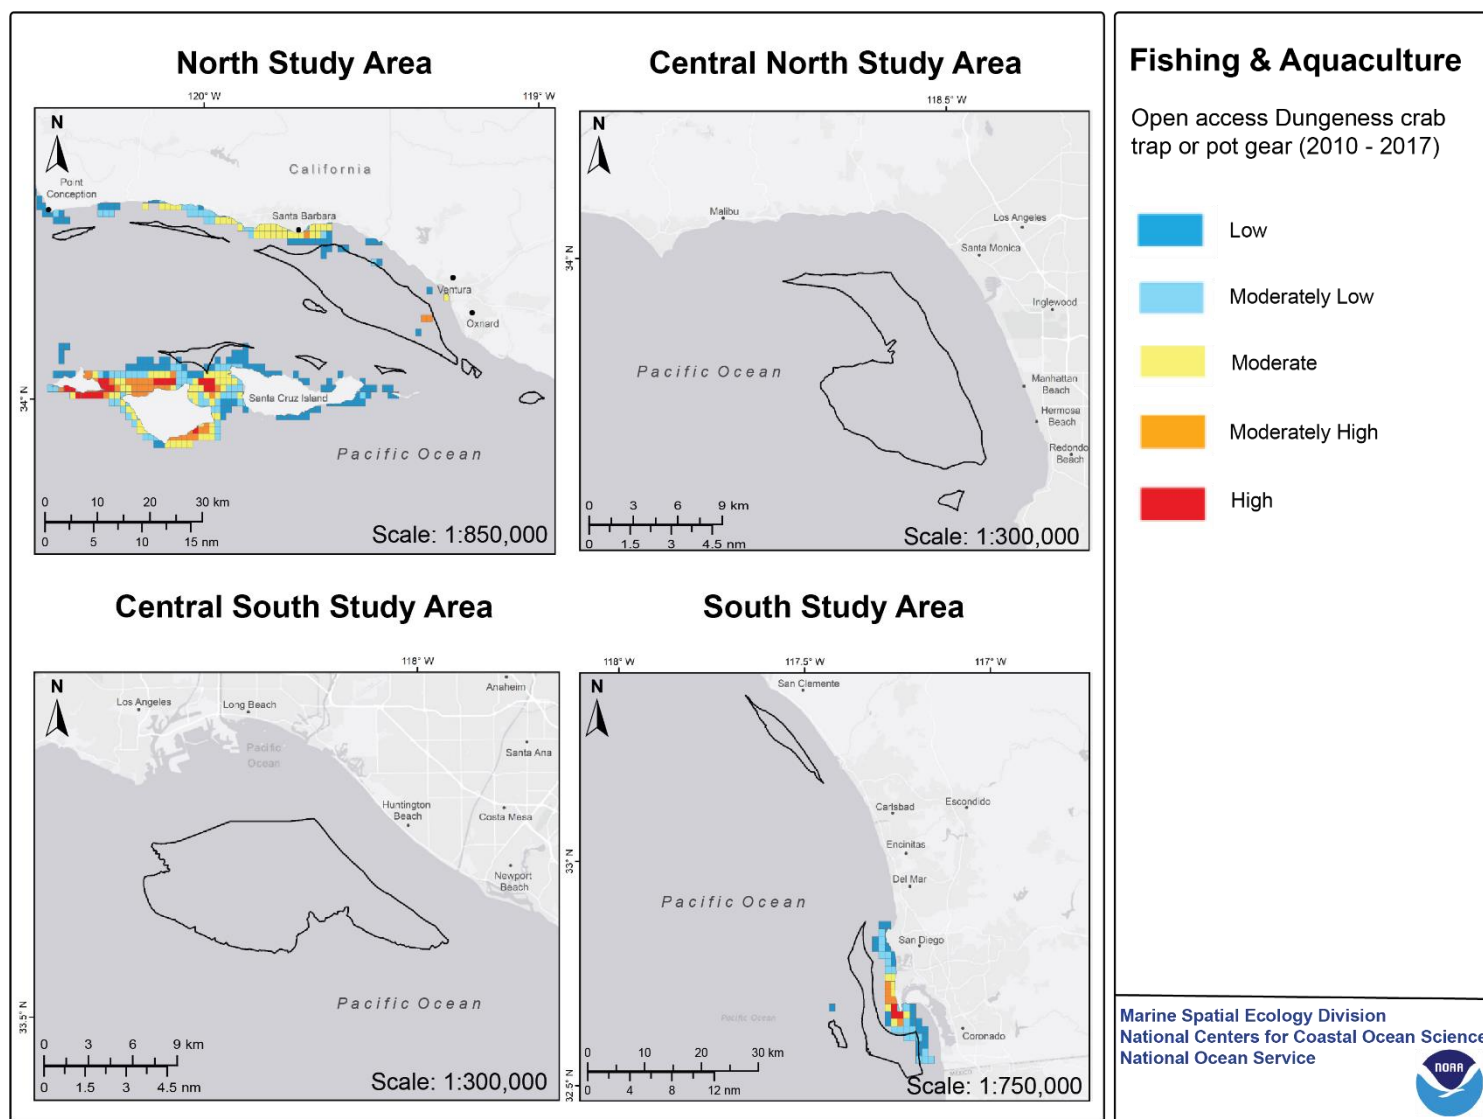 North Study Area
120° W
119° W
N
California
Point
Conception
Santa Barbara
Ventura
Oxnard
34° N
Santa Cruz Island
Pacific Ocean
0 10 20 30 km
0 5 10 15 nm
Scale: 1:850,000
Central North Study Area
118.5° W
N
Malibu
Los Angeles
Santa Monica
34° N
Inglewood
Pacific Ocean
Manhattan
Beach
Hermosa
Beach
Redondo
Beach
0 3 6 9 km
0 1.5 3 4.5 nm
Scale: 1:300,000
Central South Study Area
118° W
N
Anaheim
Los Angeles
Long Beach
Pacific
Ocean
Santa Ana
Huntington
Beach
Costa Mesa
Newport
Beach
Pacific Ocean
33.5° N
0 3 6 9 km
0 1.5 3 4.5 nm
Scale: 1:300,000
South Study Area
118° W
117.5° W
117° W
N
San Clemente
Carlsbad
Escondido
33° N
Encinitas
Del Mar
Pacific Ocean
San Diego
Pacific Ocean
Coronado
0 10 20 30 km
0 4 8 12 nm
32.5° N
Scale: 1:750,000
Fishing & Aquaculture
Open access Dungeness crab
trap or pot gear (2010 - 2017)
Low
Moderately Low
Moderate
Moderately High
High
Marine Spatial Ecology Division
National Centers for Coastal Ocean Science
National Ocean Service
NOAA